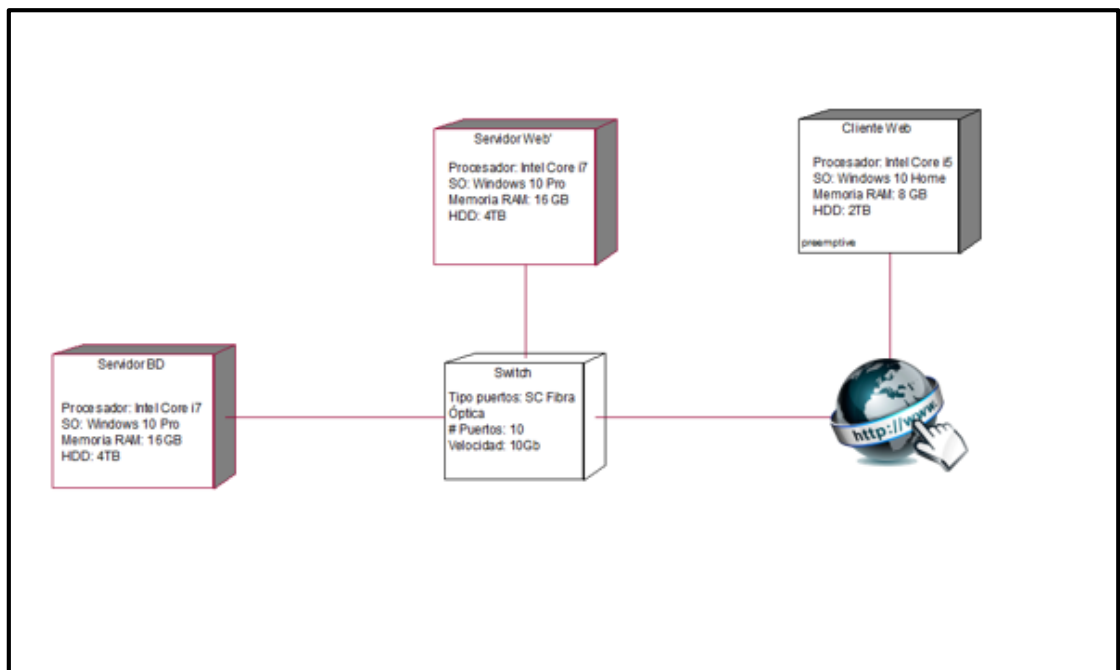 Servidor Web'
Procesador: Intel Core i7
SO: Windows 10 Pro
Memoria RAM: 16 GB
HDD: 4TB
Cliente Web
Procesador: Intel Core i5
SO: Windows 10 Home
Memoria RAM: 8 GB
HDD: 2TB
preemptive
Servidor BD
Procesador: Intel Core i7
SO: Windows 10 Pro
Memoria RAM: 16GB
HDD: 4TB
Switch
Tipo puertos: SC Fibra
Óptica
# Puertos: 10
Velocidad: 10Gb
http://www.